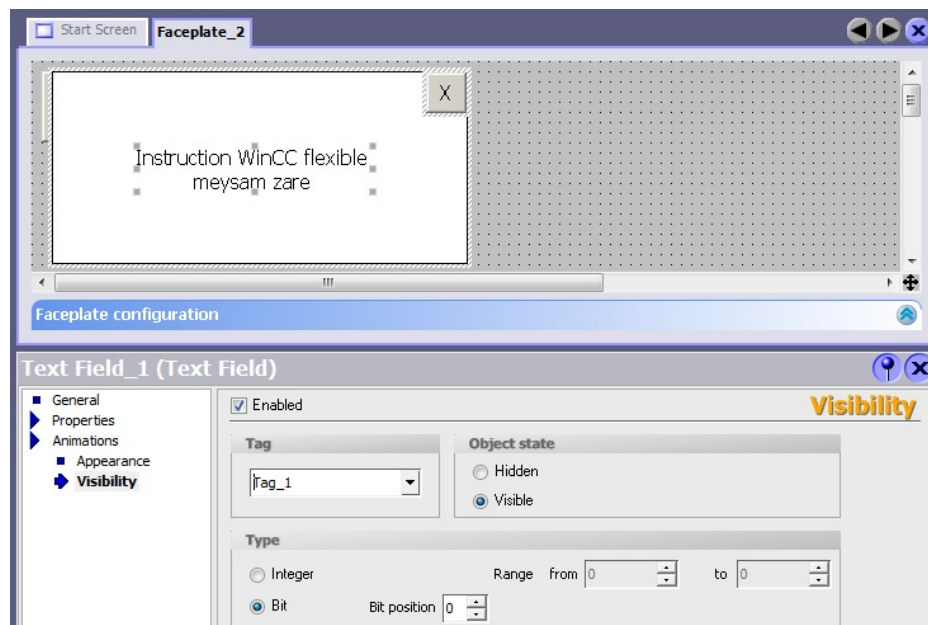 Start Screen
Faceplate_2
X
Instruction WinCC flexible
meysam zare
Faceplate configuration
Text Field_1 (Text Field)
General
Properties
Animations
Appearance
Visibility
Enabled
Visibility
Tag
Tag_1
Object state
Hidden
Visible
Type
Integer
Range from 0 to 0
Bit
Bit position 0